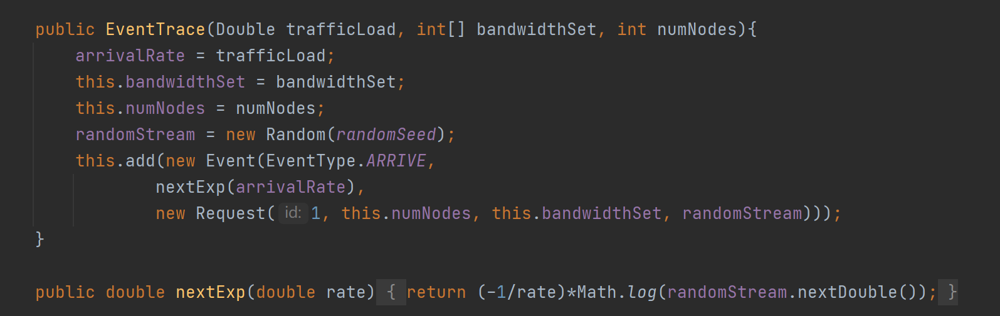 public EventTrace(Double trafficLoad, int[] bandwidthSet, int numNodes){
arrivalRate = trafficLoad;
this.bandwidthSet = bandwidthSet;
this.numNodes = numNodes;
randomStream = new Random(randomSeed);
this.add(new Event(EventType.ARRIVE,
nextExp(arrivalRate),
new Request( id: 1, this.numNodes, this.bandwidthSet, randomStream)));
}
public double nextExp(double rate) { return (-1/rate)*Math.log(randomStream.nextDouble()); }